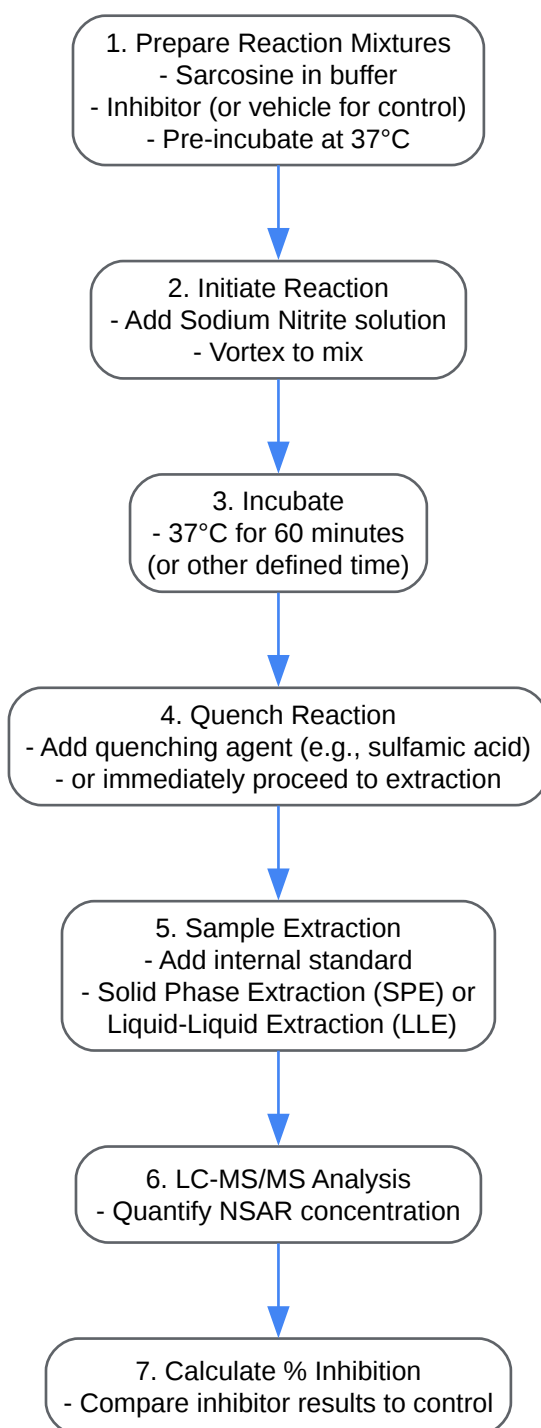 1. Prepare Reaction Mixtures
- Sarcosine in buffer
- Inhibitor (or vehicle for control)
- Pre-incubate at 37°C
2. Initiate Reaction
- Add Sodium Nitrite solution
- Vortex to mix
3. Incubate
- 37°C for 60 minutes
(or other defined time)
4. Quench Reaction
- Add quenching agent (e.g., sulfamic acid)
- or immediately proceed to extraction
5. Sample Extraction
- Add internal standard
- Solid Phase Extraction (SPE) or
Liquid-Liquid Extraction (LLE)
6. LC-MS/MS Analysis
- Quantify NSAR concentration
7. Calculate % Inhibition
- Compare inhibitor results to control